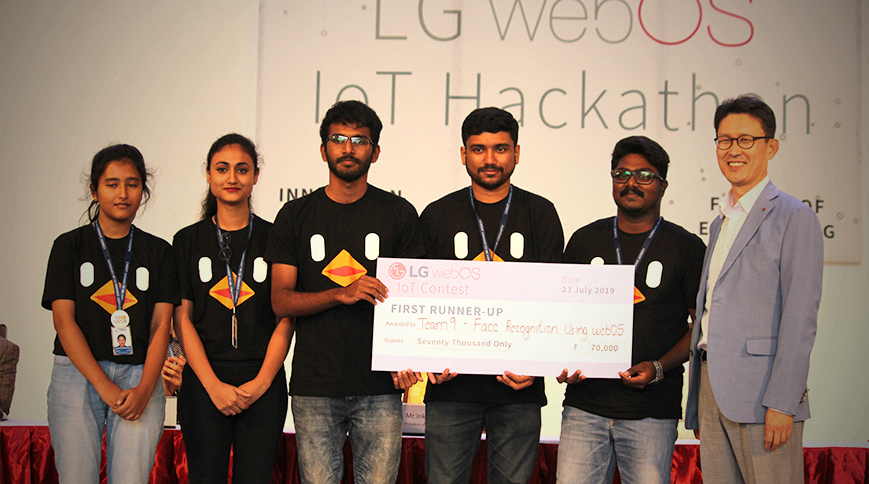 LG webOS
IoT Hackathon
LG webOS
IoT Contest
Date
23 July 2019
FIRST RUNNER-UP
Awarded to Team 9 - Face Recognition Using webOS
Rupees Seventy Thousand Only ₹ 70,000